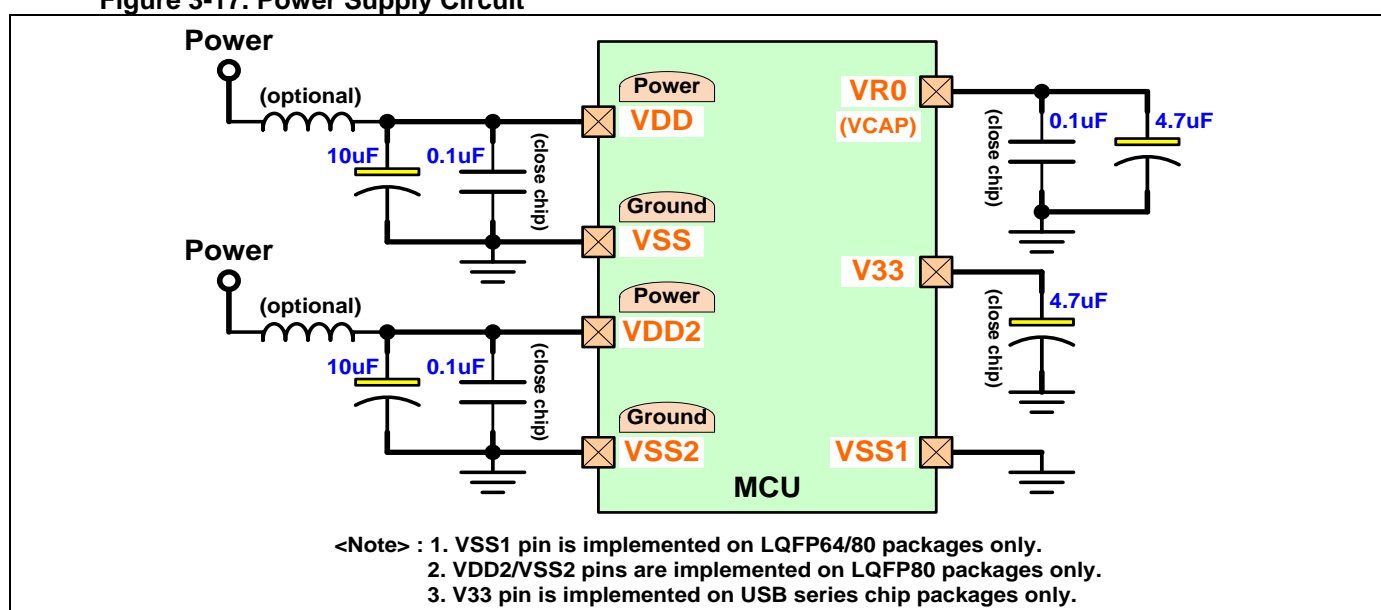 Figure 3-17. Power Supply Circuit
Power
(optional)
10uF
0.1uF
(close chip)
Power
VDD
Ground
VSS
Power
(optional)
10uF
0.1uF
(close chip)
Power
VDD2
Ground
VSS2
MCU
VR0
(VCAP)
(close chip)
0.1uF
4.7uF
V33
(close chip)
4.7uF
VSS1
<Note> : 1. VSS1 pin is implemented on LQFP64/80 packages only.
2. VDD2/VSS2 pins are implemented on LQFP80 packages only.
3. V33 pin is implemented on USB series chip packages only.